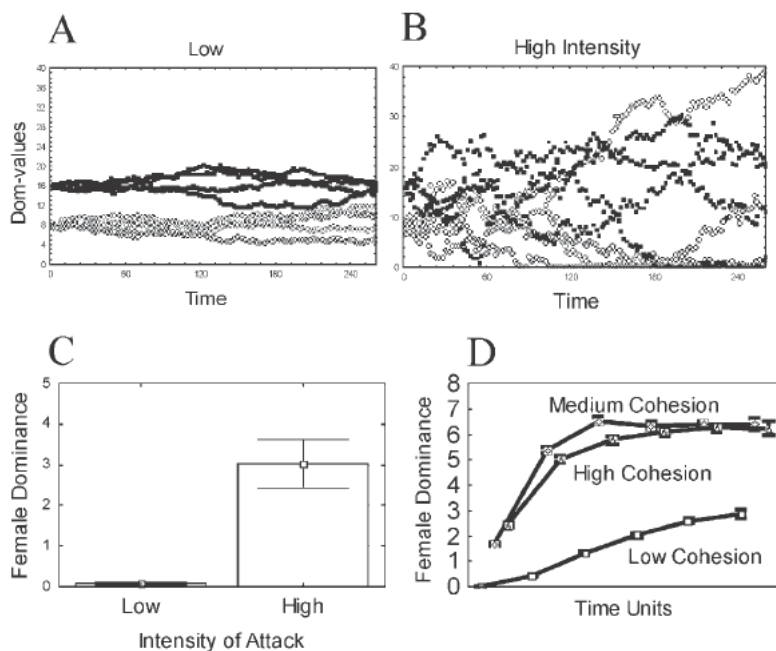 A
Low
Dom-values
40
36
32
28
24
20
16
12
8
4
0
0 60 120 180 240
Time
B
High Intensity
40
30
20
10
0
0 60 120 180 240
Time
C
Female Dominance
5
4
3
2
1
0
Low High
Intensity of Attack
D
Female Dominance
8
7
6
5
4
3
2
1
0
Medium Cohesion
High Cohesion
Low Cohesion
Time Units